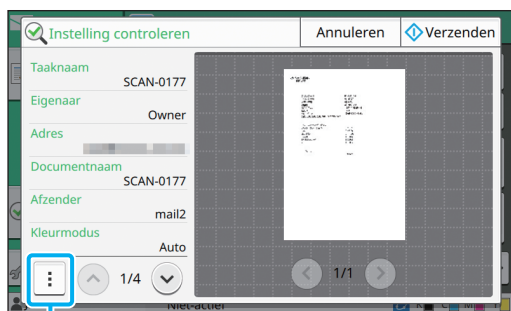 Instelling controleren
Annuleren
Verzenden
Taaknaam
SCAN-0177
Eigenaar
Owner
Adres
Documentnaam
SCAN-0177
Afzender
mail2
Kleurmodus
Auto
1/4
1/1
Niet-actief